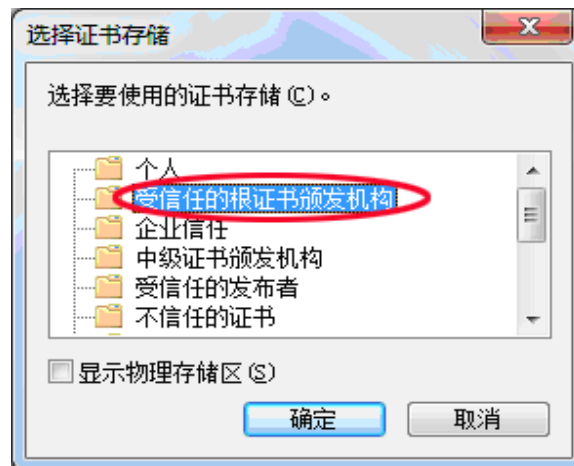 选择证书存储
选择要使用的证书存储(C)。
个人
受信任的根证书颁发机构
企业信任
中级证书颁发机构
受信任的发布者
不信任的证书
显示物理存储区(S)
确定
取消